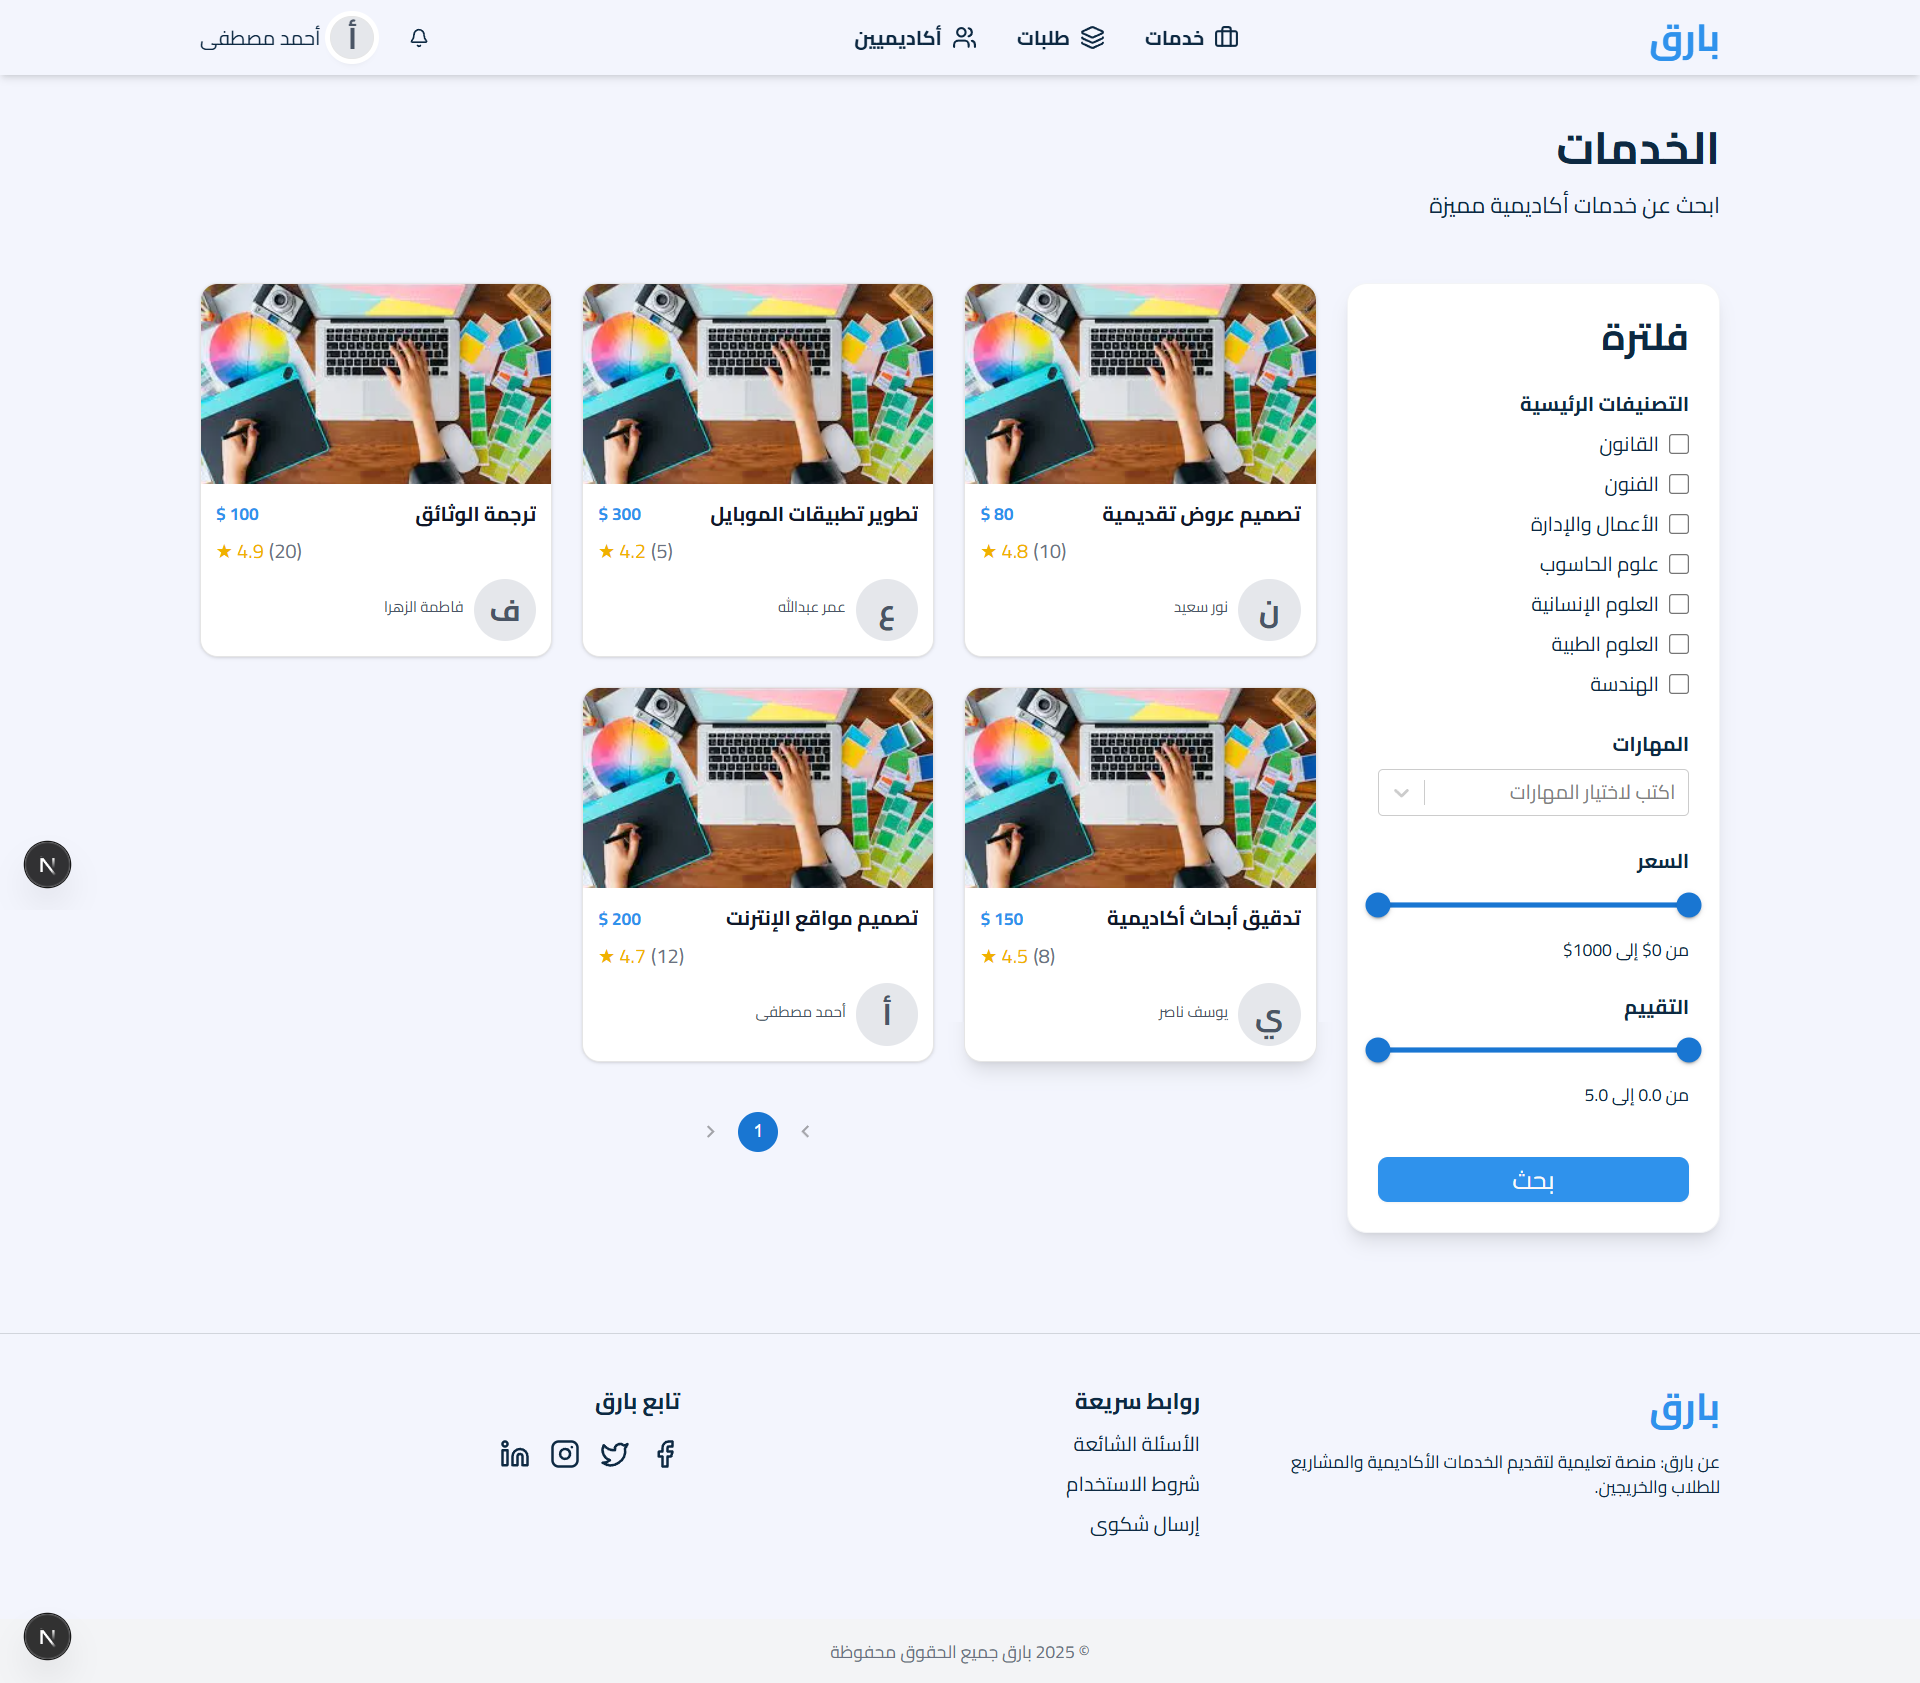 بارق
خدمات
طلبات
أكاديميين
أ
أحمد مصطفى
الخدمات
ابحث عن خدمات أكاديمية مميزة
فلترة
التصنيفات الرئيسية
القانون
الفنون
الأعمال والإدارة
علوم الحاسوب
العلوم الإنسانية
العلوم الطبية
الهندسة
المهارات
اكتب لاختيار المهارات
السعر
من 0$ إلى 1000$
التقييم
من 0.0 إلى 5.0
بحث
تصميم عروض تقديمية
80 $
★ 4.8 (10)
ن
نور سعيد
تطوير تطبيقات الموبايل
300 $
★ 4.2 (5)
ع
عمر عبدالله
ترجمة الوثائق
100 $
★ 4.9 (20)
ف
فاطمة الزهرا
تدقيق أبحاث أكاديمية
150 $
★ 4.5 (8)
ي
يوسف ناصر
تصميم مواقع الإنترنت
200 $
★ 4.7 (12)
أ
أحمد مصطفى
1
N
بارق
عن بارق: منصة تعليمية لتقديم الخدمات الأكاديمية والمشاريع
للطلاب والخريجين.
روابط سريعة
الأسئلة الشائعة
شروط الاستخدام
إرسال شكوى
تابع بارق
N
© 2025 بارق جميع الحقوق محفوظة